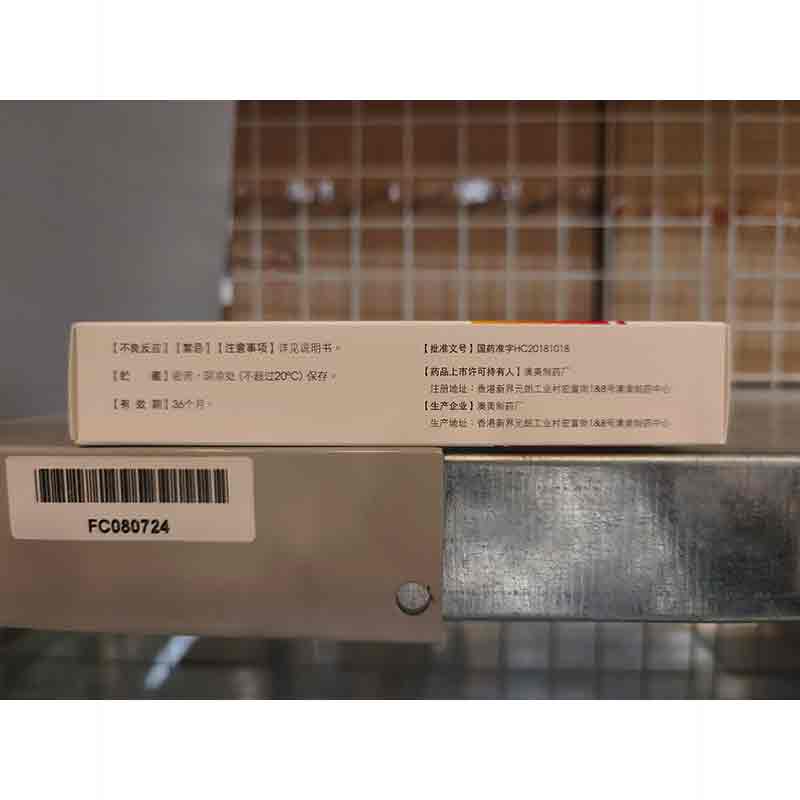 【不良反应】【禁忌】【注意事项】详见说明书。
【贮 藏】密封，阴凉处 (不超过20°C) 保存。
【有 效 期】36个月。
【批准文号】国药准字HC20181018
【药品上市许可持有人】澳美制药厂
注册地址：香港新界元朗工业村宏富街1&8号澳美制药中心
【生产企业】澳美制药厂
生产地址：香港新界元朗工业村宏富街1&8号澳美制药中心
FC080724